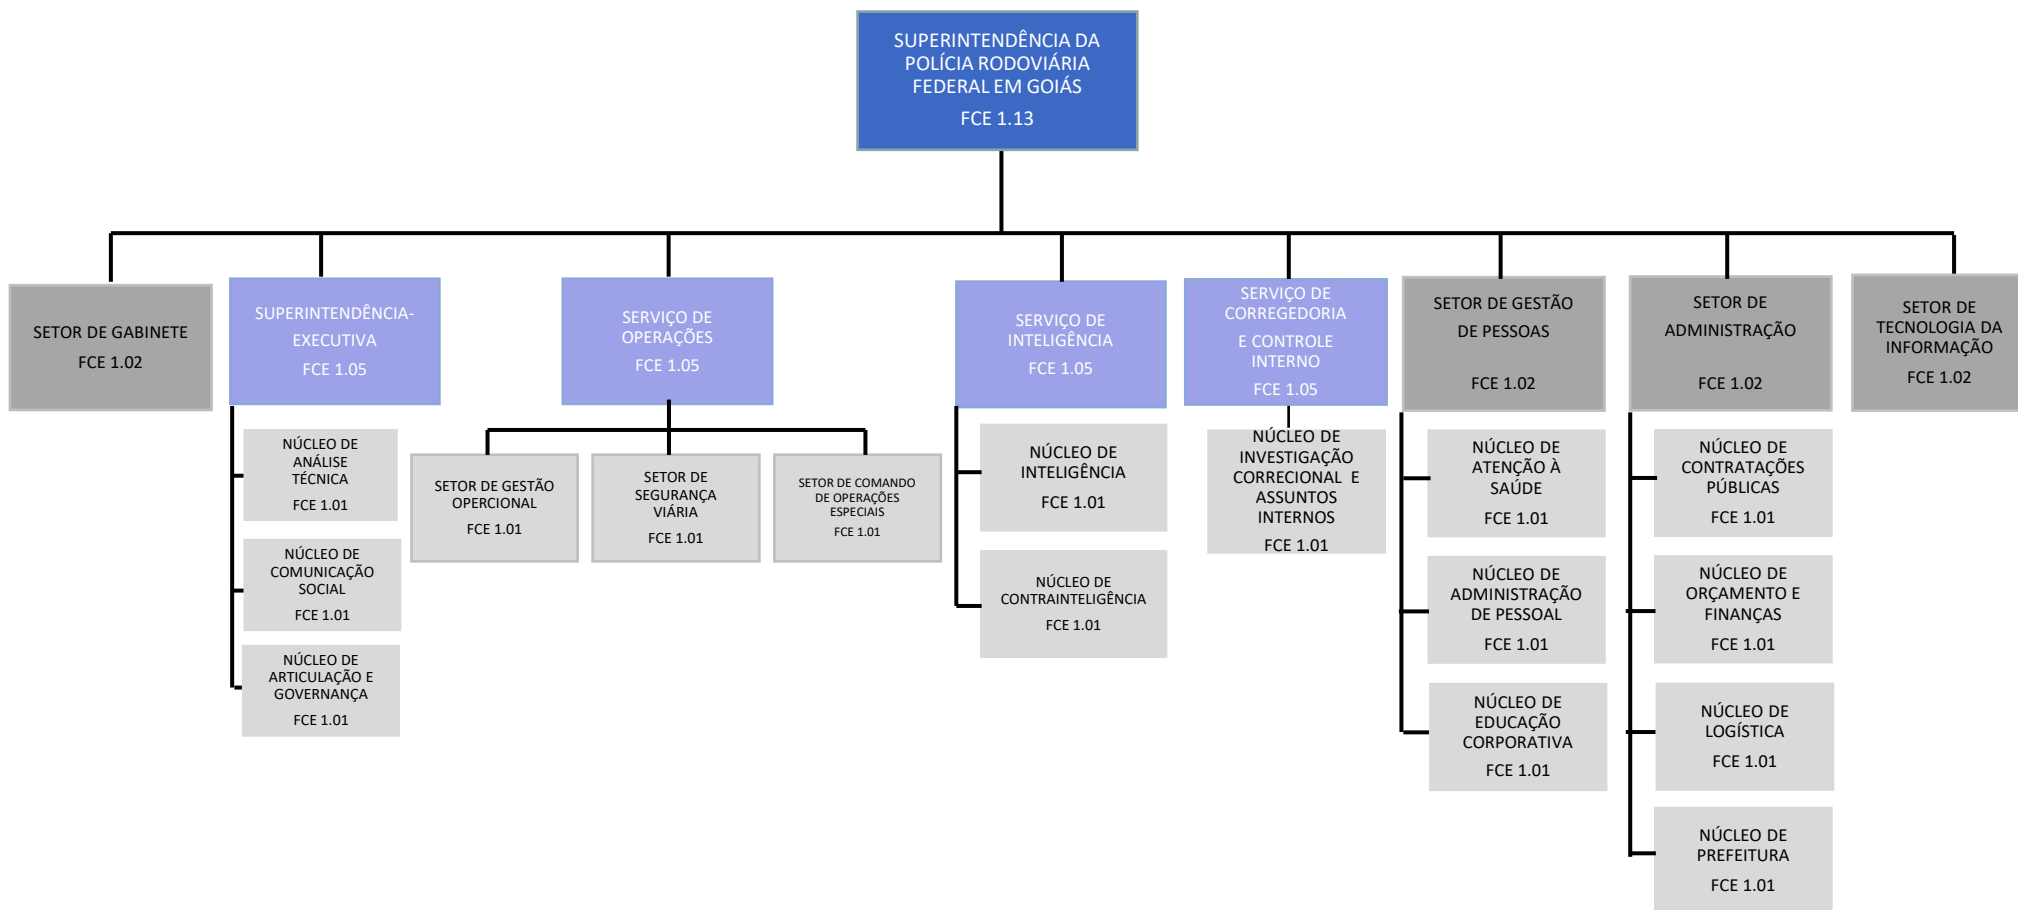 SUPERINTENDÊNCIA DA
POLÍCIA RODOVIÁRIA
FEDERAL EM GOIÁS
FCE 1.13
SETOR DE GABINETE
FCE 1.02
SUPERINTENDÊNCIA-
EXECUTIVA
FCE 1.05
SERVIÇO DE
OPERAÇÕES
FCE 1.05
SERVIÇO DE
INTELIGÊNCIA
FCE 1.05
SERVIÇO DE
CORREGEDORIA
E CONTROLE
INTERNO
FCE 1.05
SETOR DE GESTÃO
DE PESSOAS
FCE 1.02
SETOR DE
ADMINISTRAÇÃO
FCE 1.02
SETOR DE
TECNOLOGIA DA
INFORMAÇÃO
FCE 1.02
NÚCLEO DE
ANÁLISE
TÉCNICA
FCE 1.01
NÚCLEO DE
COMUNICAÇÃO
SOCIAL
FCE 1.01
NÚCLEO DE
ARTICULAÇÃO E
GOVERNANÇA
FCE 1.01
SETOR DE GESTÃO
OPERCIONAL
FCE 1.01
SETOR DE
SEGURANÇA
VIÁRIA
FCE 1.01
SETOR DE COMANDO
DE OPERAÇÕES
ESPECIAIS
FCE 1.01
NÚCLEO DE
INTELIGÊNCIA
FCE 1.01
NÚCLEO DE
CONTRAINTELIGÊNCIA
FCE 1.01
NÚCLEO DE
INVESTIGAÇÃO
CORRECIONAL E
ASSUNTOS
INTERNOS
FCE 1.01
NÚCLEO DE
ATENÇÃO À
SAÚDE
FCE 1.01
NÚCLEO DE
ADMINISTRAÇÃO
DE PESSOAL
FCE 1.01
NÚCLEO DE
EDUCAÇÃO
CORPORATIVA
FCE 1.01
NÚCLEO DE
CONTRATAÇÕES
PÚBLICAS
FCE 1.01
NÚCLEO DE
ORÇAMENTO E
FINANÇAS
FCE 1.01
NÚCLEO DE
LOGÍSTICA
FCE 1.01
NÚCLEO DE
PREFEITURA
FCE 1.01